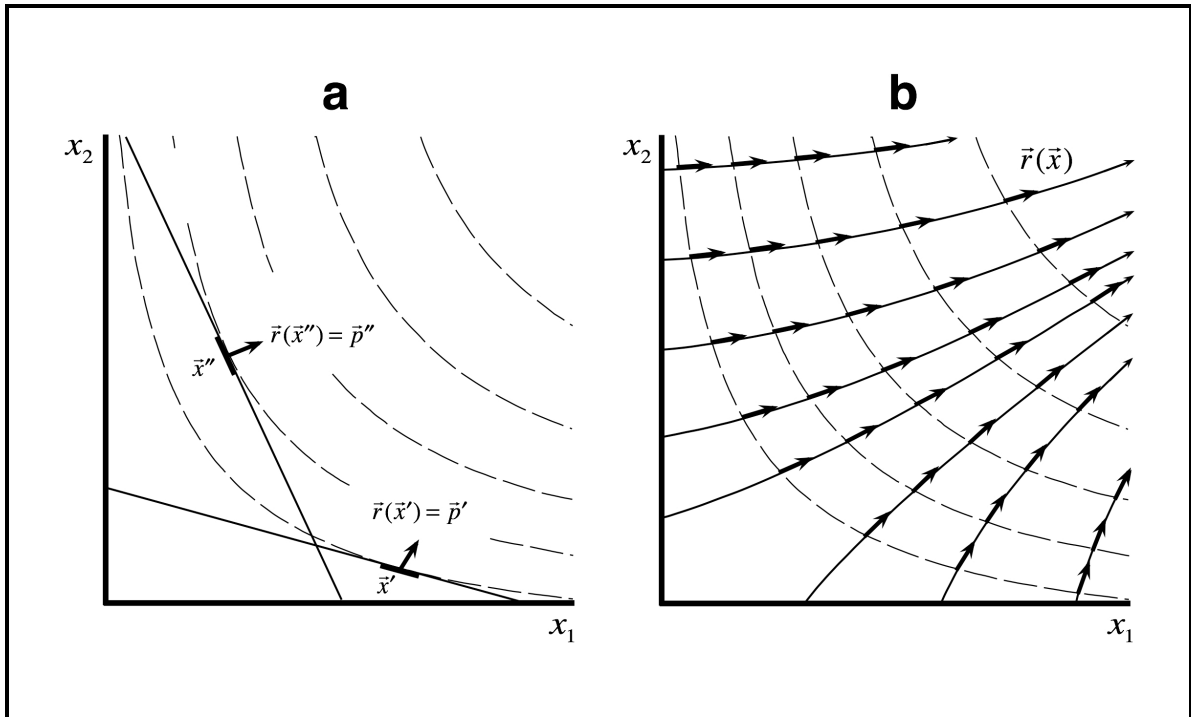 a
b
x₂
x₂
r⃗(x⃗)
r⃗(x⃗″) = p⃗″
x⃗″
r⃗(x⃗′) = p⃗′
x⃗′
x₁
x₁